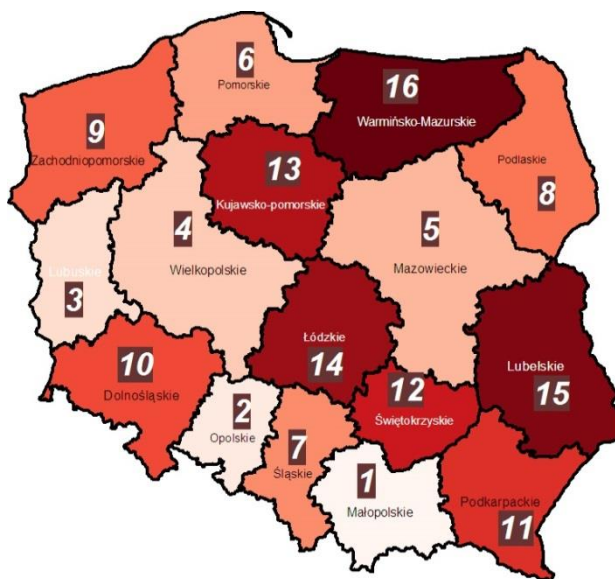 6
Pomorskie
16
Warmińsko-Mazurskie
9
Zachodniopomorskie
13
Kujawsko-pomorskie
Podlaskie
8
4
Wielkopolskie
5
Mazowieckie
Lubuskie
3
Łódzkie
14
10
Dolnośląskie
12
Świętokrzyskie
Lubelskie
15
2
Opolskie
7
Śląskie
1
Małopolskie
Podkarpackie
11